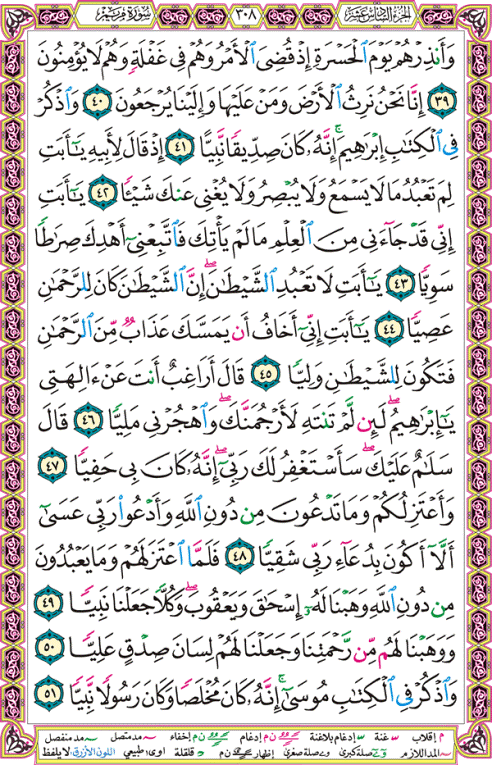 الجزء السادس عشر ٣٠٨ سورة مريم
وَأَنذِرْهُمْ يَوْمَ ٱلْحَسْرَةِ إِذْ قُضِىَ ٱلْأَمْرُ وَهُمْ فِى غَفْلَةٍ وَهُمْ لَا يُؤْمِنُونَ
٣٩ إِنَّا نَحْنُ نَرِثُ ٱلْأَرْضَ وَمَنْ عَلَيْهَا وَإِلَيْنَا يُرْجَعُونَ ٤٠ وَٱذْكُرْ
فِى ٱلْكِتَٰبِ إِبْرَٰهِيمَ ۚ إِنَّهُۥ كَانَ صِدِّيقًا نَّبِيًّا ٤١ إِذْ قَالَ لِأَبِيهِ يَٰٓأَبَتِ
لِمَ تَعْبُدُ مَا لَا يَسْمَعُ وَلَا يُبْصِرُ وَلَا يُغْنِى عَنكَ شَيْـًٔا ٤٢ يَٰٓأَبَتِ
إِنِّى قَدْ جَآءَنِى مِنَ ٱلْعِلْمِ مَا لَمْ يَأْتِكَ فَٱتَّبِعْنِىٓ أَهْدِكَ صِرَٰطًا
سَوِيًّا ٤٣ يَٰٓأَبَتِ لَا تَعْبُدِ ٱلشَّيْطَٰنَ ۖ إِنَّ ٱلشَّيْطَٰنَ كَانَ لِلرَّحْمَٰنِ
عَصِيًّا ٤٤ يَٰٓأَبَتِ إِنِّىٓ أَخَافُ أَن يَمَسَّكَ عَذَابٌ مِّنَ ٱلرَّحْمَٰنِ
فَتَكُونَ لِلشَّيْطَٰنِ وَلِيًّا ٤٥ قَالَ أَرَاغِبٌ أَنتَ عَنْ ءَالِهَتِى
يَٰٓإِبْرَٰهِيمُ ۖ لَئِن لَّمْ تَنتَهِ لَأَرْجُمَنَّكَ ۖ وَٱهْجُرْنِى مَلِيًّا ٤٦ قَالَ
سَلَٰمٌ عَلَيْكَ ۖ سَأَسْتَغْفِرُ لَكَ رَبِّىٓ ۖ إِنَّهُۥ كَانَ بِى حَفِيًّا ٤٧
وَأَعْتَزِلُكُمْ وَمَا تَدْعُونَ مِن دُونِ ٱللَّهِ وَأَدْعُوا۟ رَبِّى عَسَىٰٓ
أَلَّآ أَكُونَ بِدُعَآءِ رَبِّى شَقِيًّا ٤٨ فَلَمَّا ٱعْتَزَلَهُمْ وَمَا يَعْبُدُونَ
مِن دُونِ ٱللَّهِ وَهَبْنَا لَهُۥٓ إِسْحَٰقَ وَيَعْقُوبَ ۖ وَكُلًّا جَعَلْنَا نَبِيًّا ٤٩
وَوَهَبْنَا لَهُم مِّن رَّحْمَتِنَا وَجَعَلْنَا لَهُمْ لِسَانَ صِدْقٍ عَلِيًّا ٥٠
وَٱذْكُرْ فِى ٱلْكِتَٰبِ مُوسَىٰٓ ۚ إِنَّهُۥ كَانَ مُخْلَصًا وَكَانَ رَسُولًا نَّبِيًّا ٥١
م إقلاب غنة إدغام بلاغنة ن م إدغام ن م إخفاء مد متصل مد منفصل
المد اللازم وصلة كبرى وصلة صغرى إظهار ن م قلقلة اوى؛ طبيعي اللون الأزرق: لا يلفظ